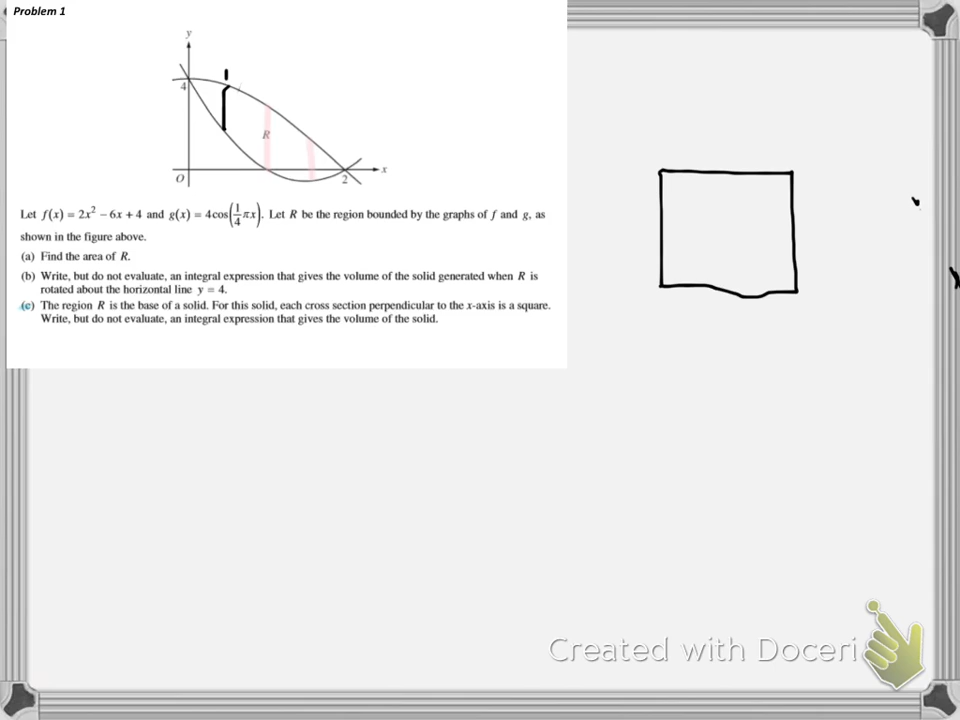 Problem 1
y
4
R
O
2
x
Let f(x) = 2x² − 6x + 4 and g(x) = 4cos(1/4 πx). Let R be the region bounded by the graphs of f and g, as
shown in the figure above.
(a) Find the area of R.
(b) Write, but do not evaluate, an integral expression that gives the volume of the solid generated when R is
rotated about the horizontal line y = 4.
(c) The region R is the base of a solid. For this solid, each cross section perpendicular to the x-axis is a square.
Write, but do not evaluate, an integral expression that gives the volume of the solid.
Created with Doceri